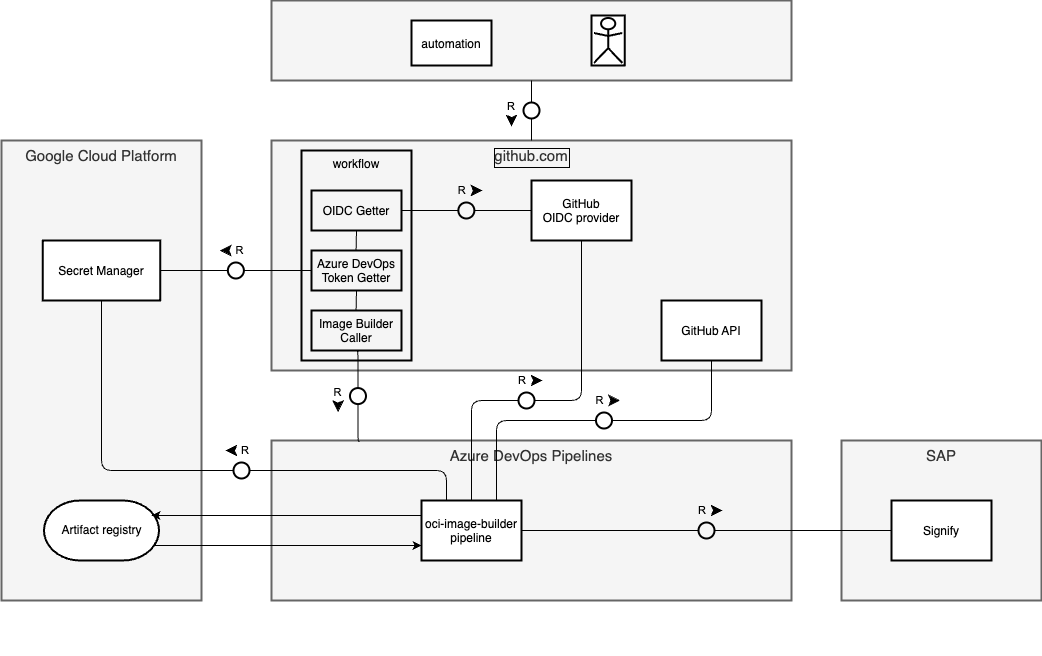 automation
R
Google Cloud Platform
github.com
workflow
OIDC Getter
R
GitHub
OIDC provider
R
Secret Manager
Azure DevOps
Token Getter
Image Builder
Caller
GitHub API
R
R
R
R
Azure DevOps Pipelines
SAP
Artifact registry
oci-image-builder
pipeline
R
Signify